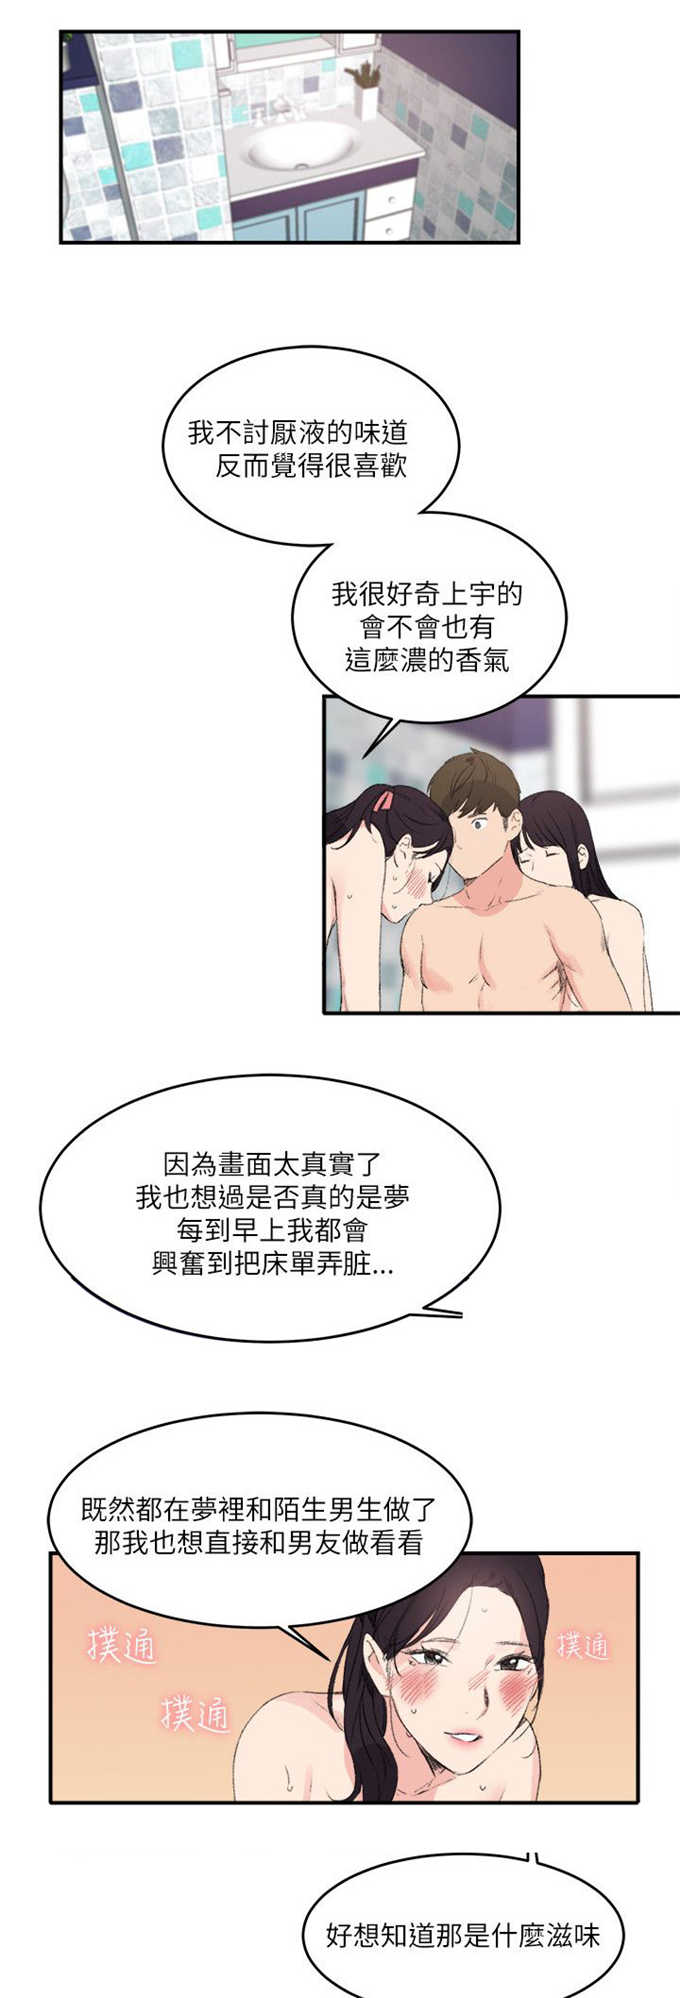 我不討厭液的味道
反而覺得很喜歡
我很好奇上宇的
會不會也有
這麼濃的香氣
因為畫面太真實了
我也想過是否真的是夢
每到早上我都會
興奮到把床單弄脏...
既然都在夢裡和陌生男生做了
那我也想直接和男友做看看
撲通
撲通
撲通
好想知道那是什麼滋味